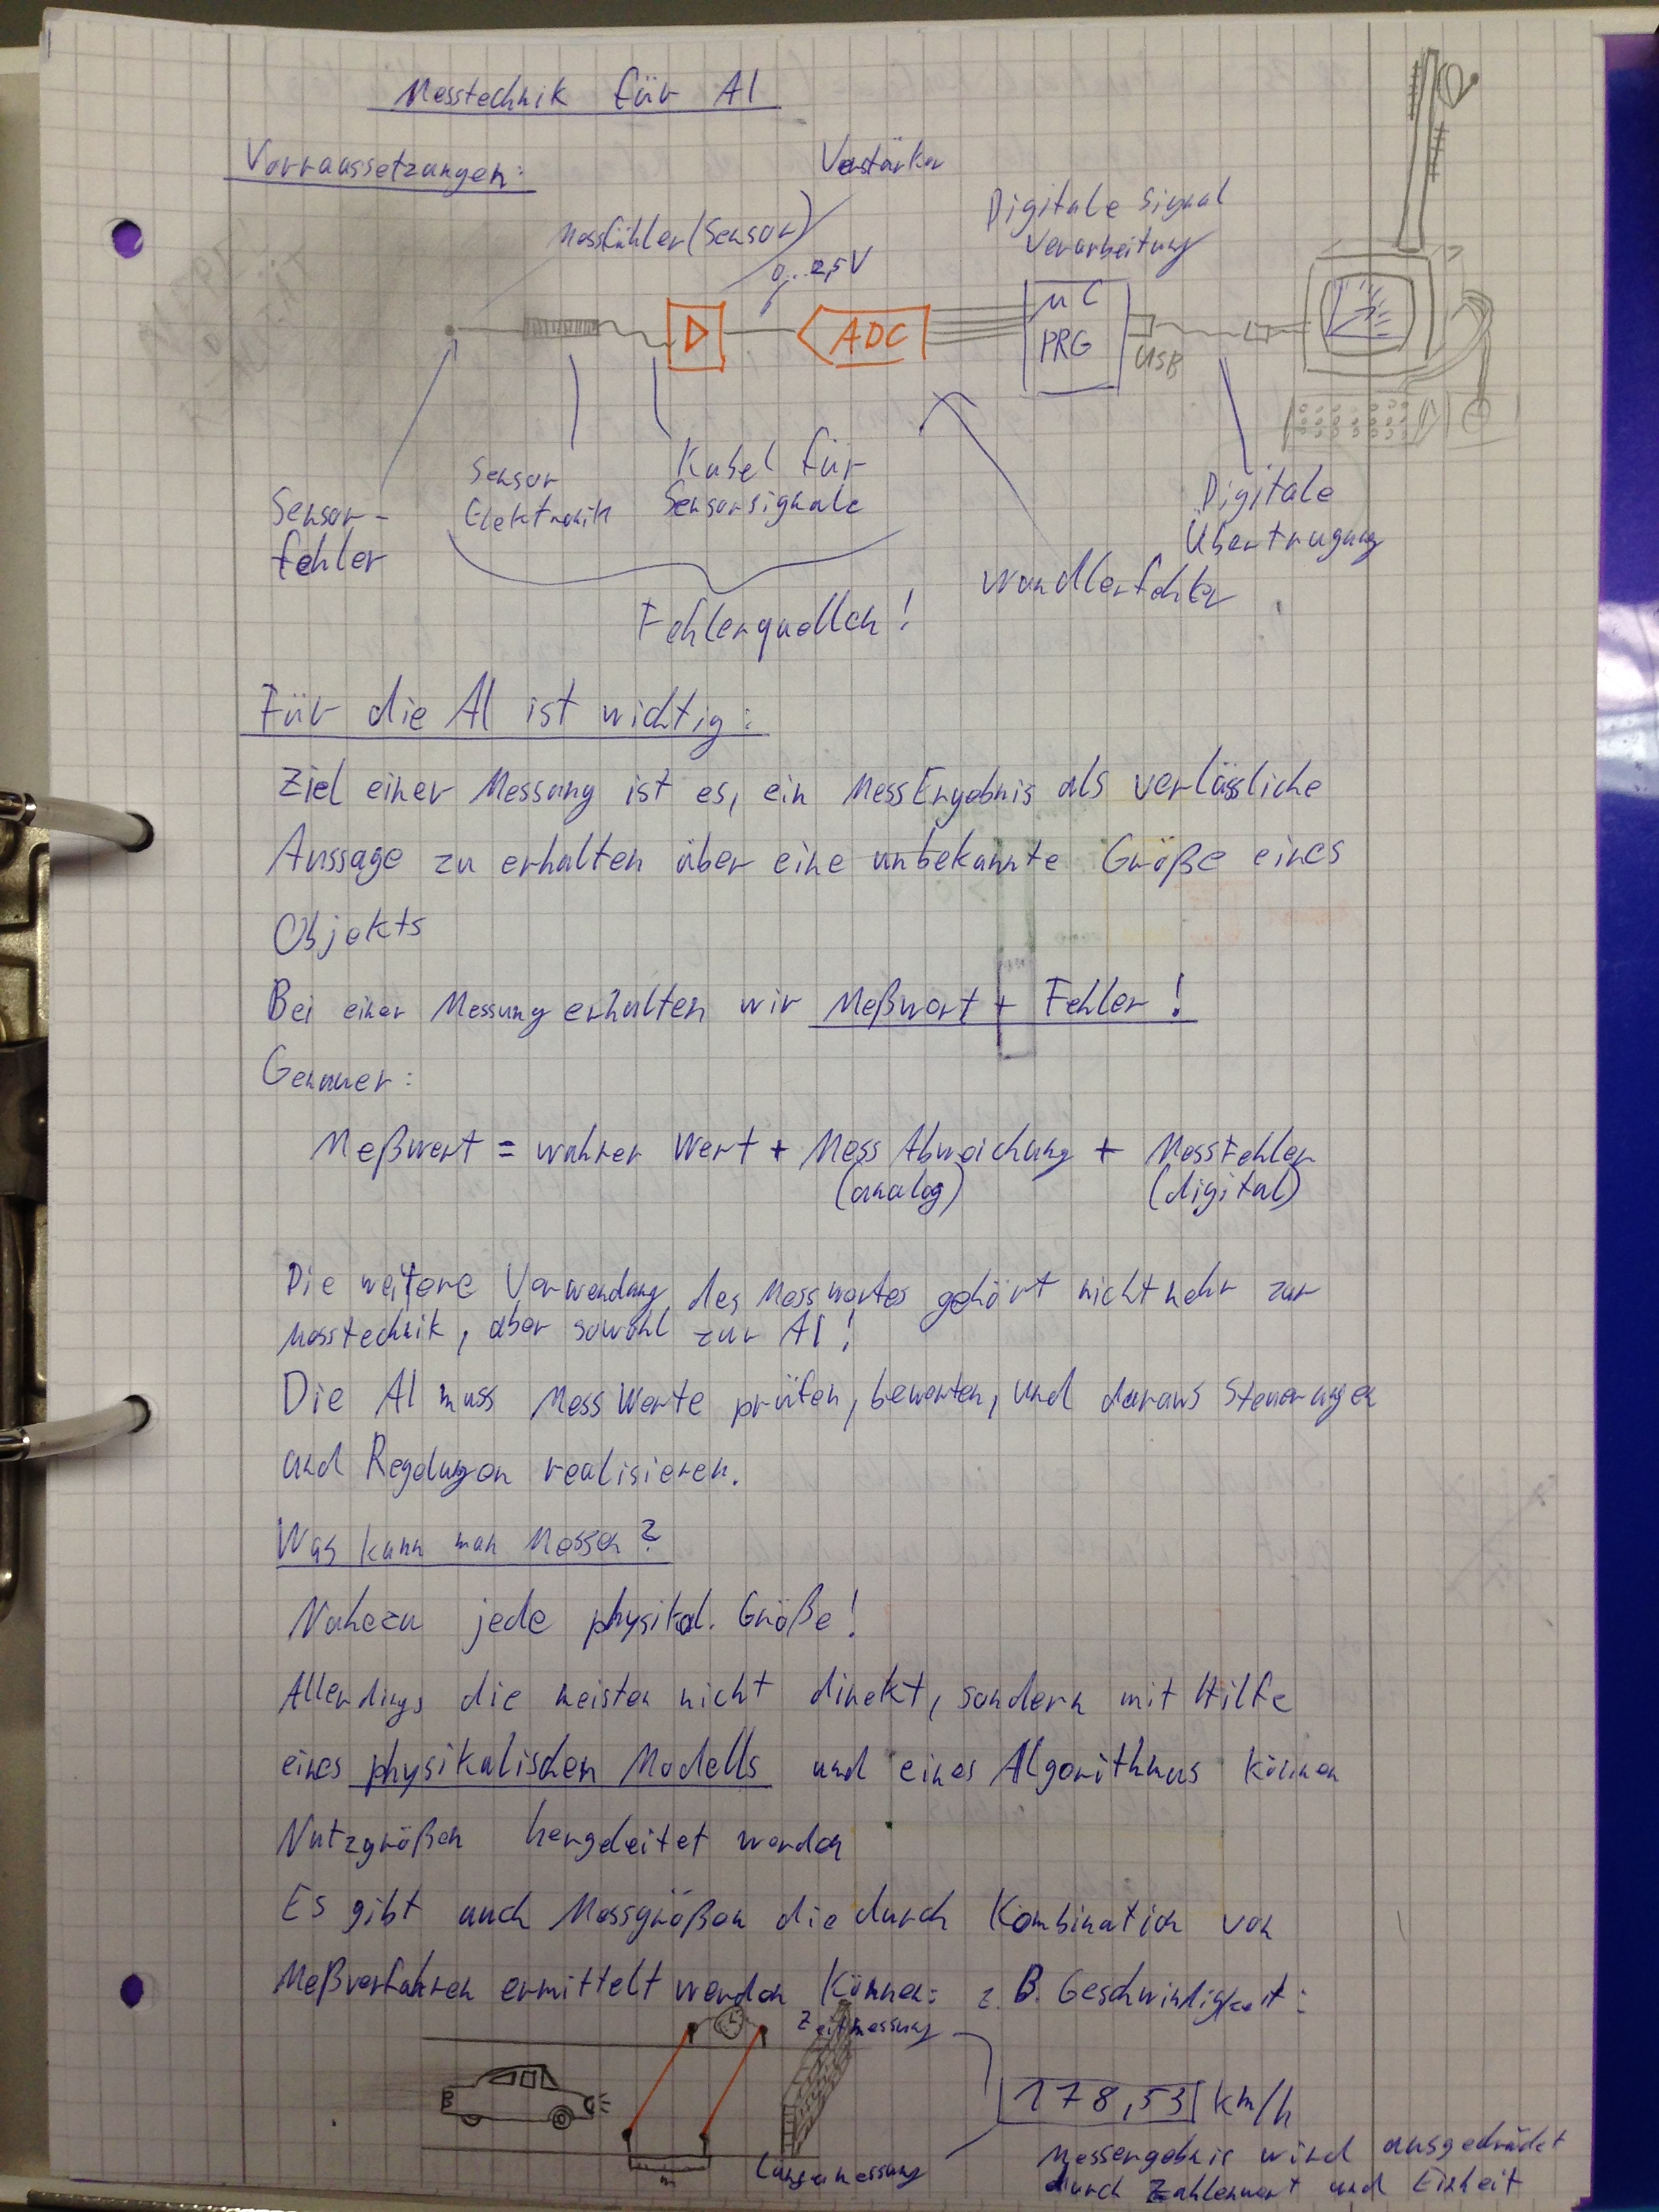 Messtechnik für AI
Vorraussetzungen:
Verstärker
Messfühler (Sensor)
Digitale Signal
verarbeitung
0...2,5V
ADC
µC
PRG
USB
Sensor-
fehler
Sensor
Elektronik
Kabel für
Sensorsignale
Digitale
Übertragung
Wandlerfehler
Fehlerquellen!
Für die AI ist wichtig:
Ziel einer Messung ist es, ein MessErgebnis als verlässliche
Aussage zu erhalten über eine unbekannte Größe eines
Objekts
Bei einer Messung erhalten wir Meßwert + Fehler!
Genauer:
Meßwert = wahrer Wert + Mess Abweichung + Messfehler
(analog) (digital)
Die weitere Verwendung des Messwertes gehört nicht mehr zur
Messtechnik, aber sowohl zur AI!
Die AI muss Mess Werte prüfen, bewerten, und daraus Steuerungen
und Regelungen realisieren.
Was kann man Messen?
Nahezu jede physikal. Größe!
Allerdings die meisten nicht direkt, sondern mit Hilfe
eines physikalischen Modells und eines Algorithmus können
Nutzgrößen hergeleitet werden
Es gibt auch Messgrößen die durch Kombination von
Meßverfahren ermittelt werden können: z.B. Geschwindigkeit:
Zeitmessung
178,53 km/h
m
Längenmessung
Messergebnis wird ausgedrückt
durch Zahlenwert und Einheit